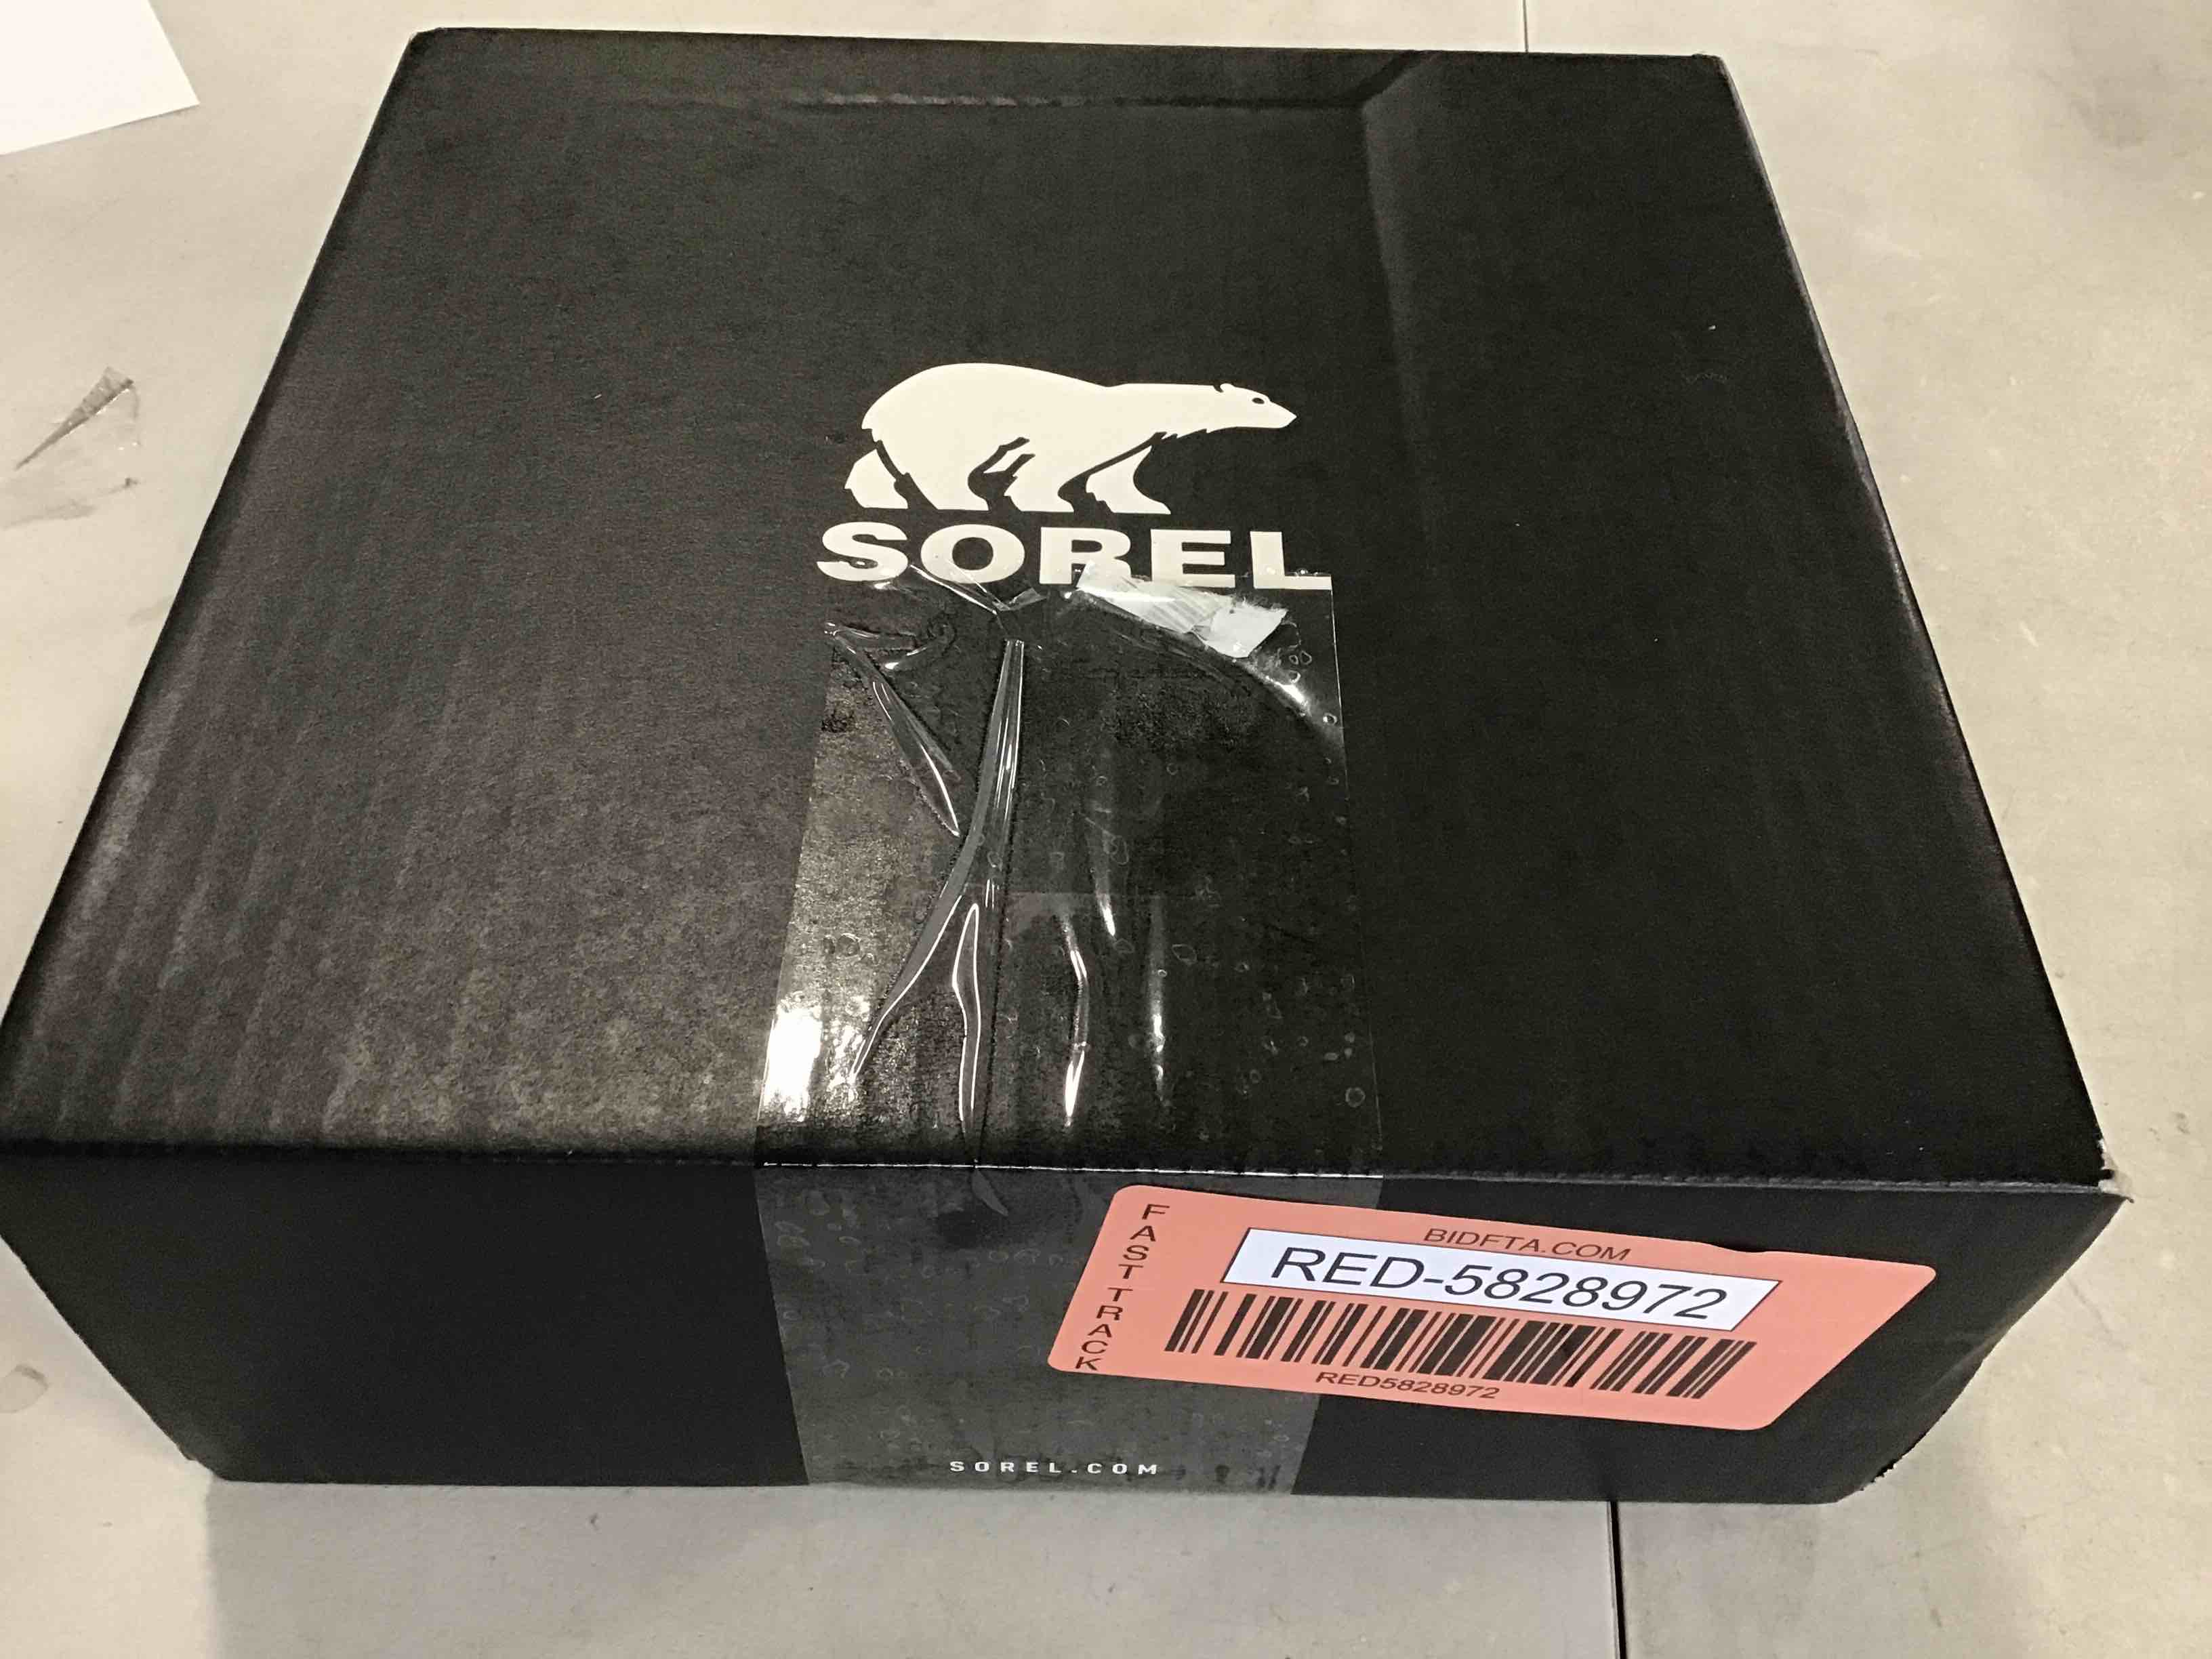 SOREL
FAST TRACK
BIDFTA.COM
RED-5828972
RED5828972
SOREL.COM